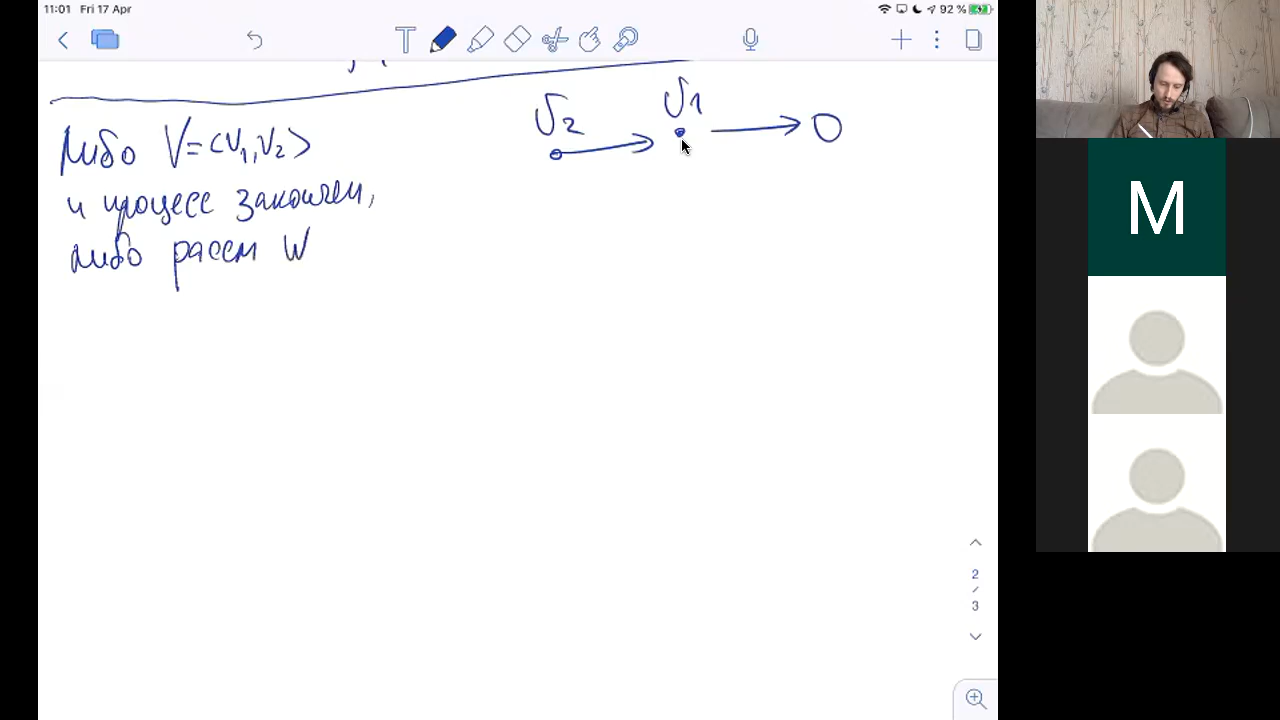 11:01 Fri 17 Apr
92 %
T
v₂ v₁
→ → 0
Либо V=<v₁,v₂>
и процесс закончен,
либо рассм W
M
2
/
3